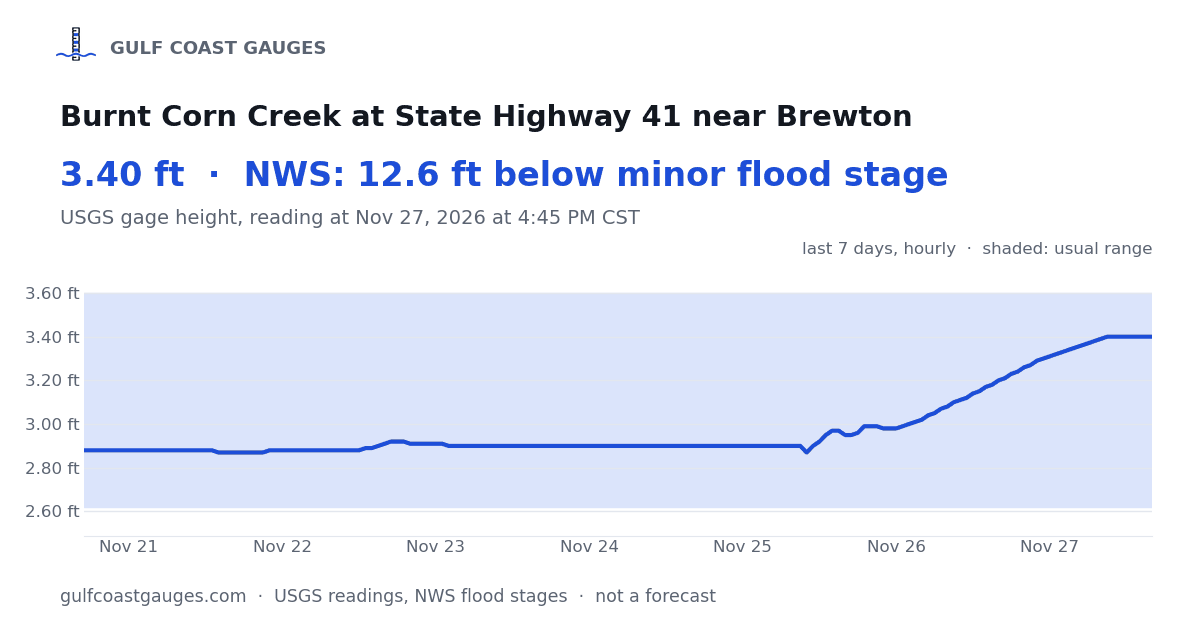 GULF COAST GAUGES
Burnt Corn Creek at State Highway 41 near Brewton
3.40 ft · NWS: 12.6 ft below minor flood stage
USGS gage height, reading at Nov 27, 2026 at 4:45 PM CST
last 7 days, hourly · shaded: usual range
3.60 ft
3.40 ft
3.20 ft
3.00 ft
2.80 ft
2.60 ft
Nov 21 Nov 22 Nov 23 Nov 24 Nov 25 Nov 26 Nov 27
gulfcoastgauges.com · USGS readings, NWS flood stages · not a forecast